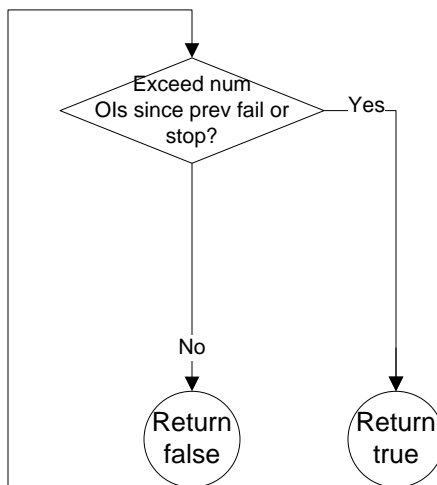 Exceed num
OIs since prev fail or
stop?
Yes
No
Return
false
Return
true